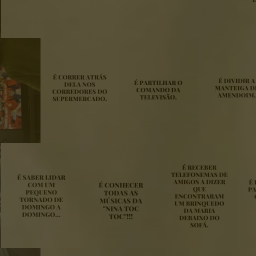 É CORRER ATRÁS
DELA NOS
CORREDORES DO
SUPERMERCADO.
É PARTILHAR O
COMANDO DA
TELEVISÃO.
É DIVIDIR A
MANTEIGA DE
AMENDOIM.
É SABER LIDAR
COM UM
PEQUENO
TORNADO DE
DOMINGO A
DOMINGO...
É CONHECER
TODAS AS
MÚSICAS DA
"NINA TOC
TOC"!!!
É RECEBER
TELEFONEMAS DE
AMIGOS A DIZER
QUE
ENCONTRARAM
UM BRINQUEDO
DA MARIA
DEBAIXO DO
SOFÁ.